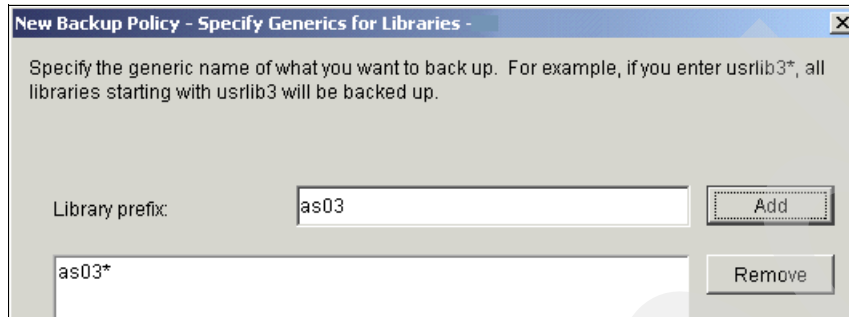 New Backup Policy - Specify Generics for Libraries -
Specify the generic name of what you want to back up. For example, if you enter usrlib3*, all
libraries starting with usrlib3 will be backed up.
Library prefix:
as03
Add
as03*
Remove